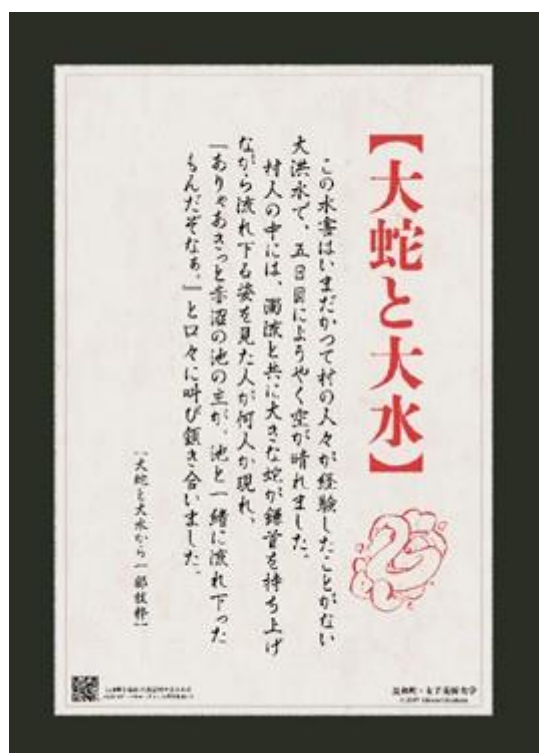 【大蛇と大水】
この水害はいまだかつて村の人々が経験したことがない
大洪水で、五日目にようやく空が晴れました。
村人の中には、濁流と共に大きな蛇が鎌首を持ち上げ
ながら流れ下る姿を見た人が何人か現れ、
「ありゃあきっと赤沼の池の主が、池と一緒に流れ下った
もんだぞなぁ。」と口々に叫び頷き合いました。
[大蛇と大水から一部抜粋]